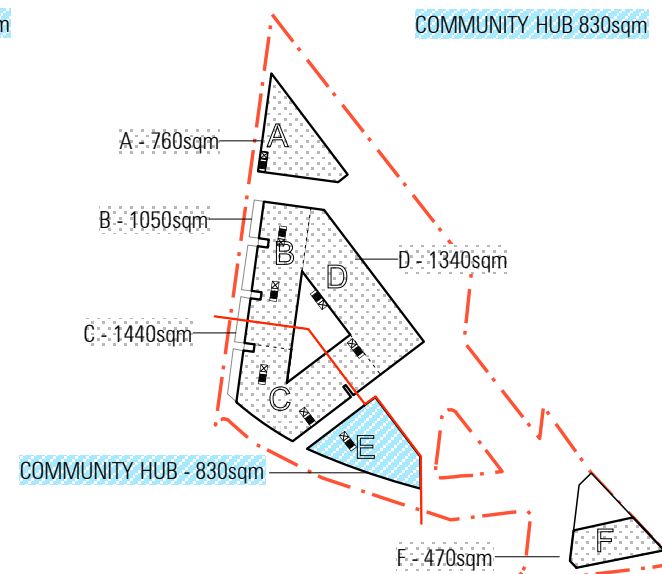 m
COMMUNITY HUB 830sqm
A
A - 760sqm
B - 1050sqm
B
D
D - 1340sqm
C - 1440sqm
C
E
COMMUNITY HUB - 830sqm
F
F - 470sqm